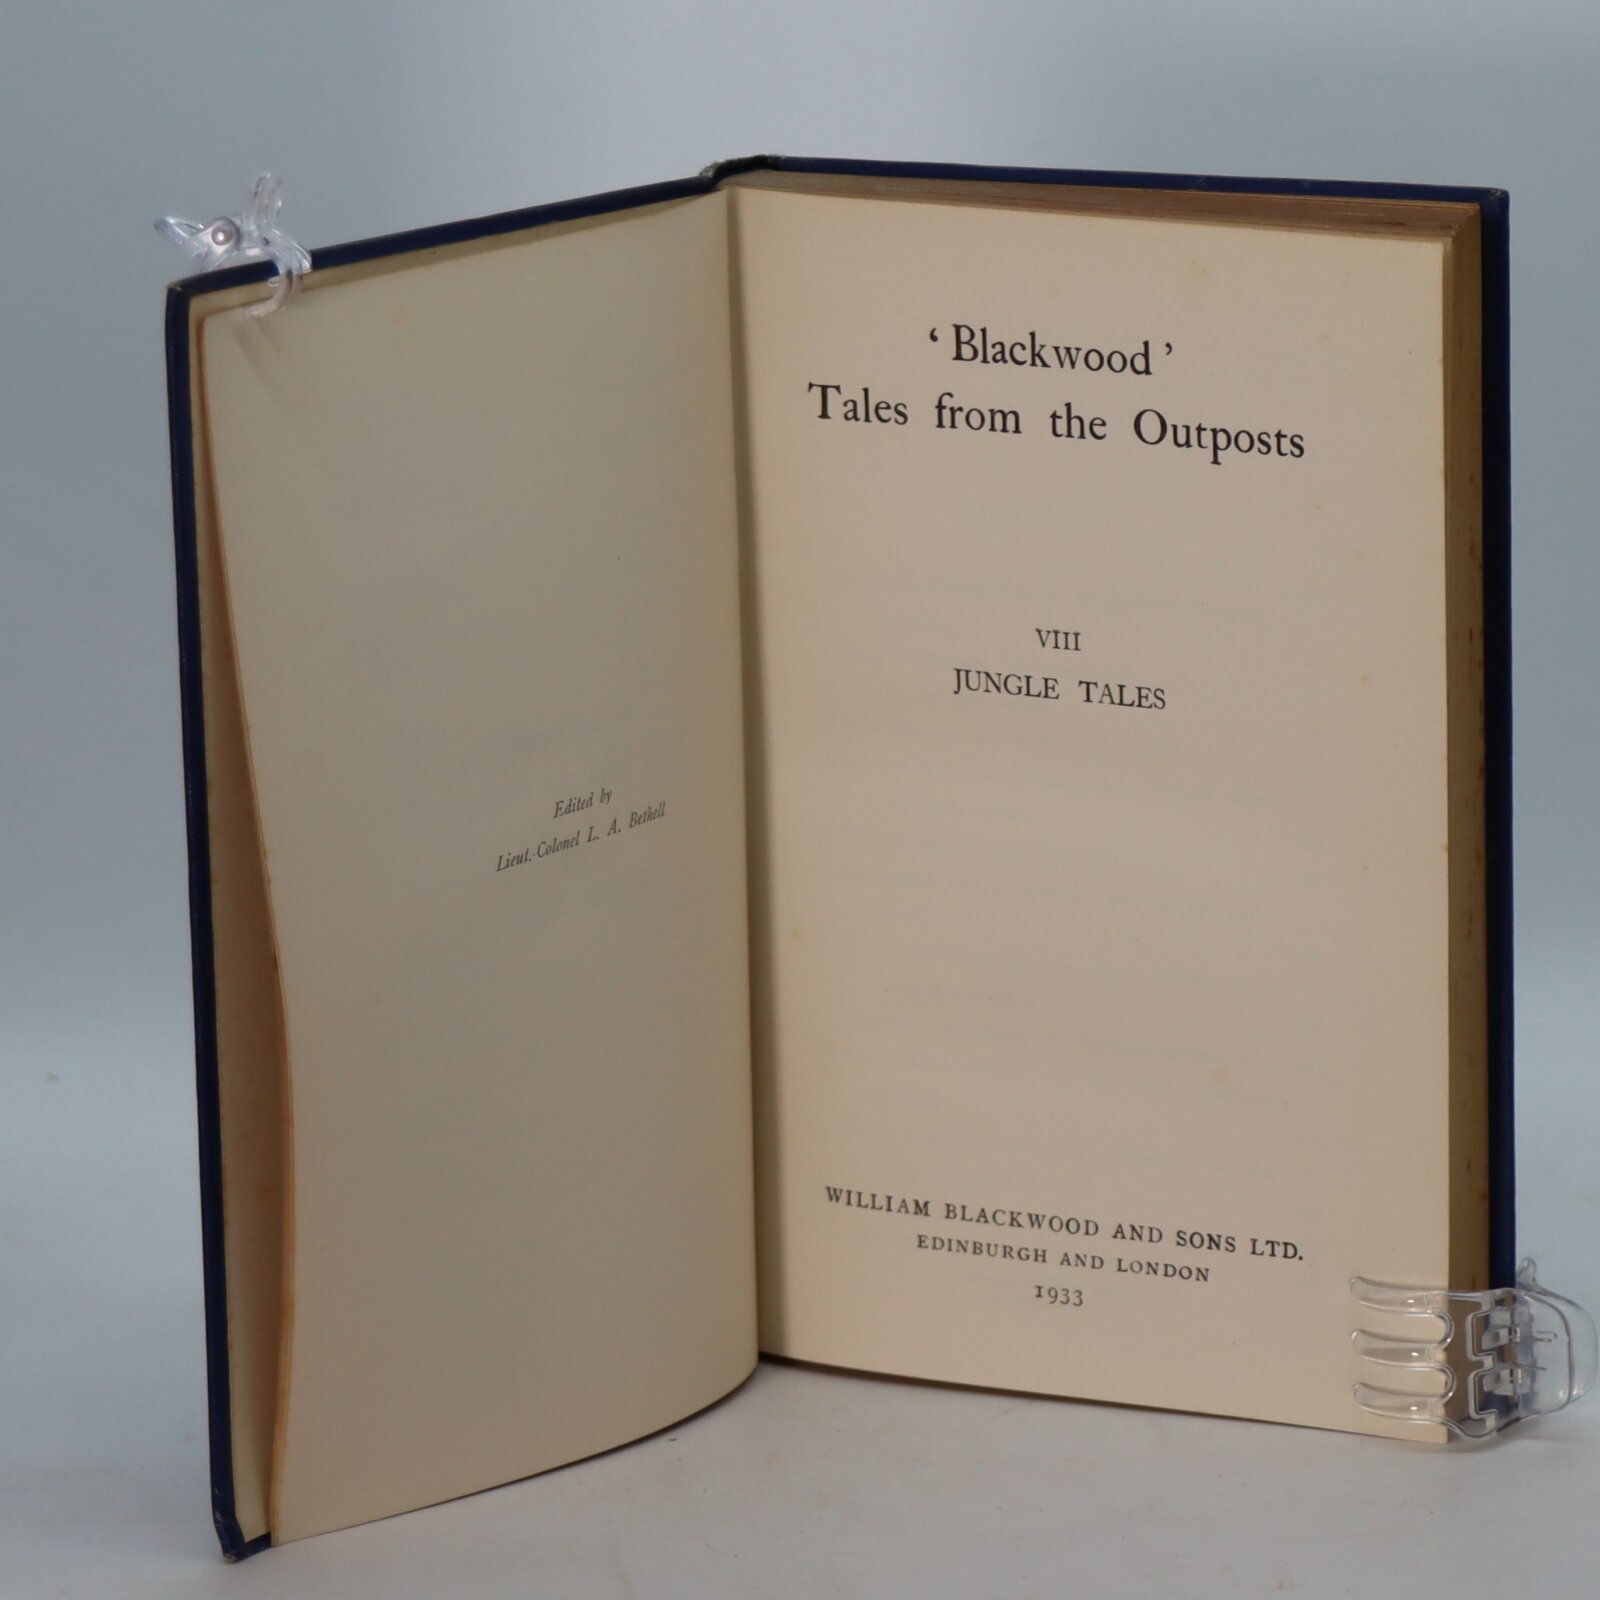 Edited by
Lieut.-Colonel L. A. Bethell
‘ Blackwood ’
Tales from the Outposts
VIII
JUNGLE TALES
WILLIAM BLACKWOOD AND SONS LTD.
EDINBURGH AND LONDON
1933